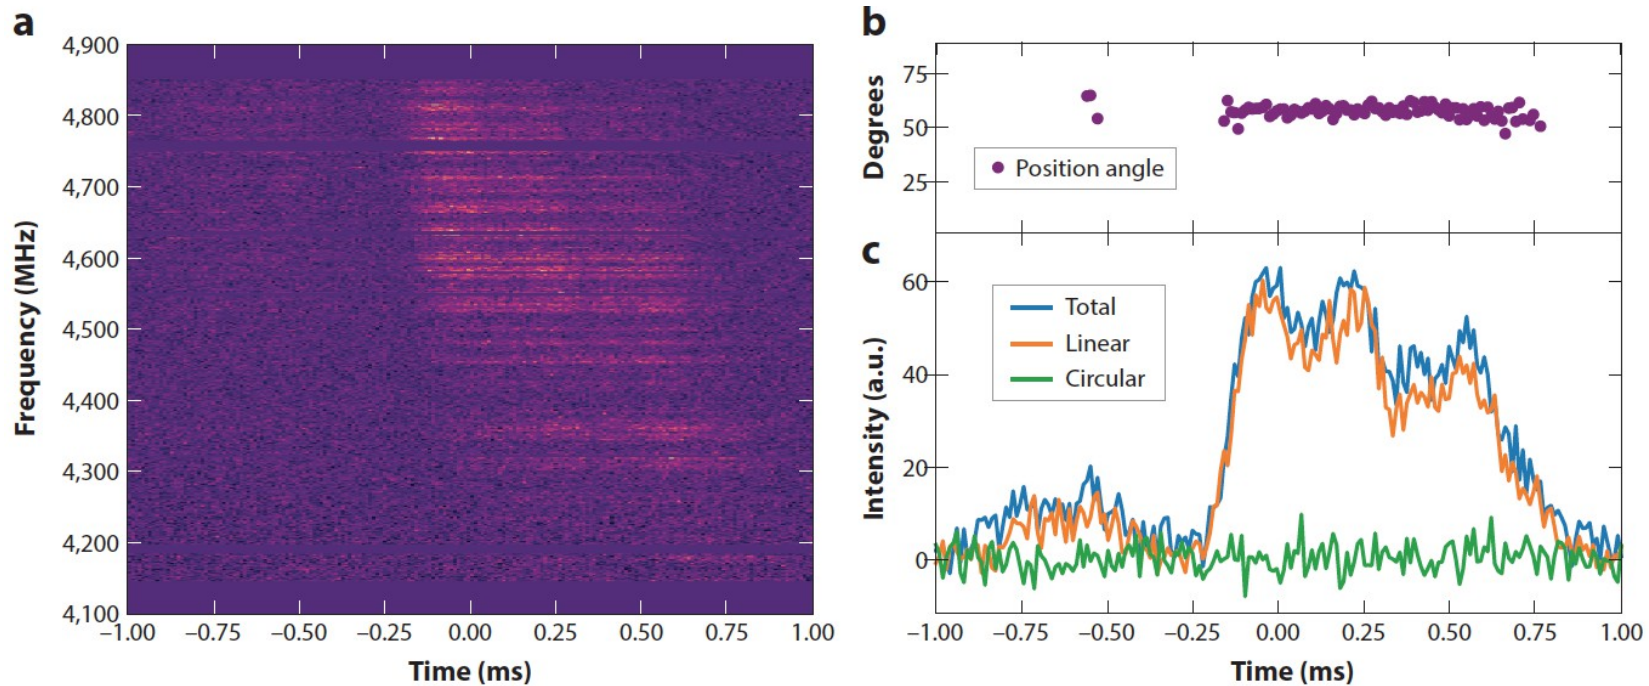 a
4,900
4,800
4,700
4,600
4,500
4,400
4,300
4,200
4,100
Frequency (MHz)
−1.00 −0.75 −0.50 −0.25 0.00 0.25 0.50 0.75 1.00
Time (ms)
b
75
50
25
Degrees
Position angle
c
60
40
20
0
Intensity (a.u.)
Total
Linear
Circular
−1.00 −0.75 −0.50 −0.25 0.00 0.25 0.50 0.75 1.00
Time (ms)